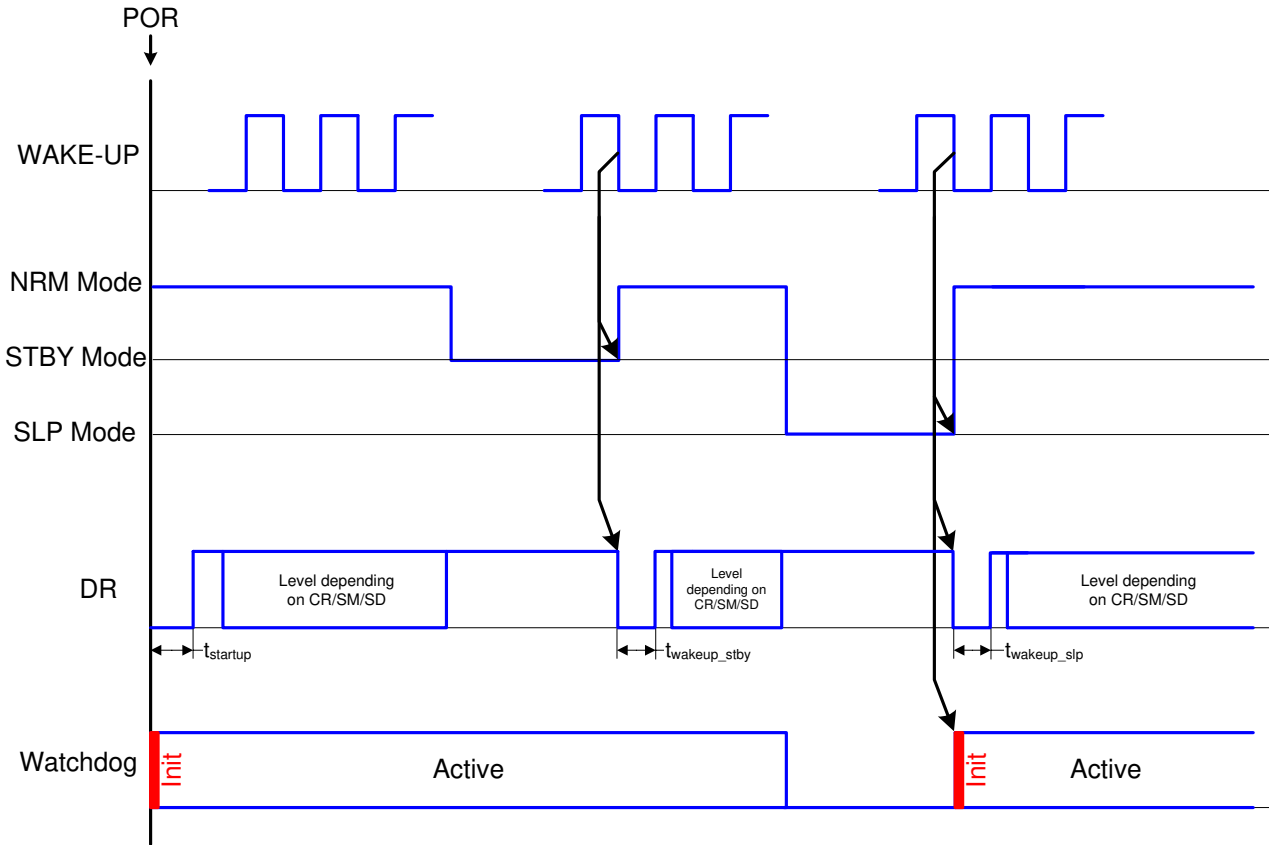 POR
WAKE-UP
NRM Mode
STBY Mode
SLP Mode
DR
Level depending
on CR/SM/SD
Level
depending on
CR/SM/SD
Level depending
on CR/SM/SD
tstartup
twakeup_stby
twakeup_slp
Watchdog
Init
Active
Init
Active